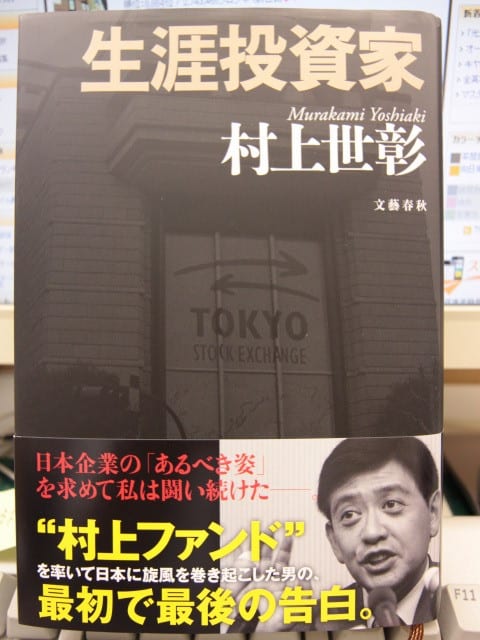 生涯投資家
Murakami Yoshiaki
村上世彰
文藝春秋
TOKYO
STOCK EXCHANGE
日本企業の「あるべき姿」
を求めて私は闘い続けた――。
“村上ファンド”
を率いて日本に旋風を巻き起こした男の、
最初で最後の告白。
F11